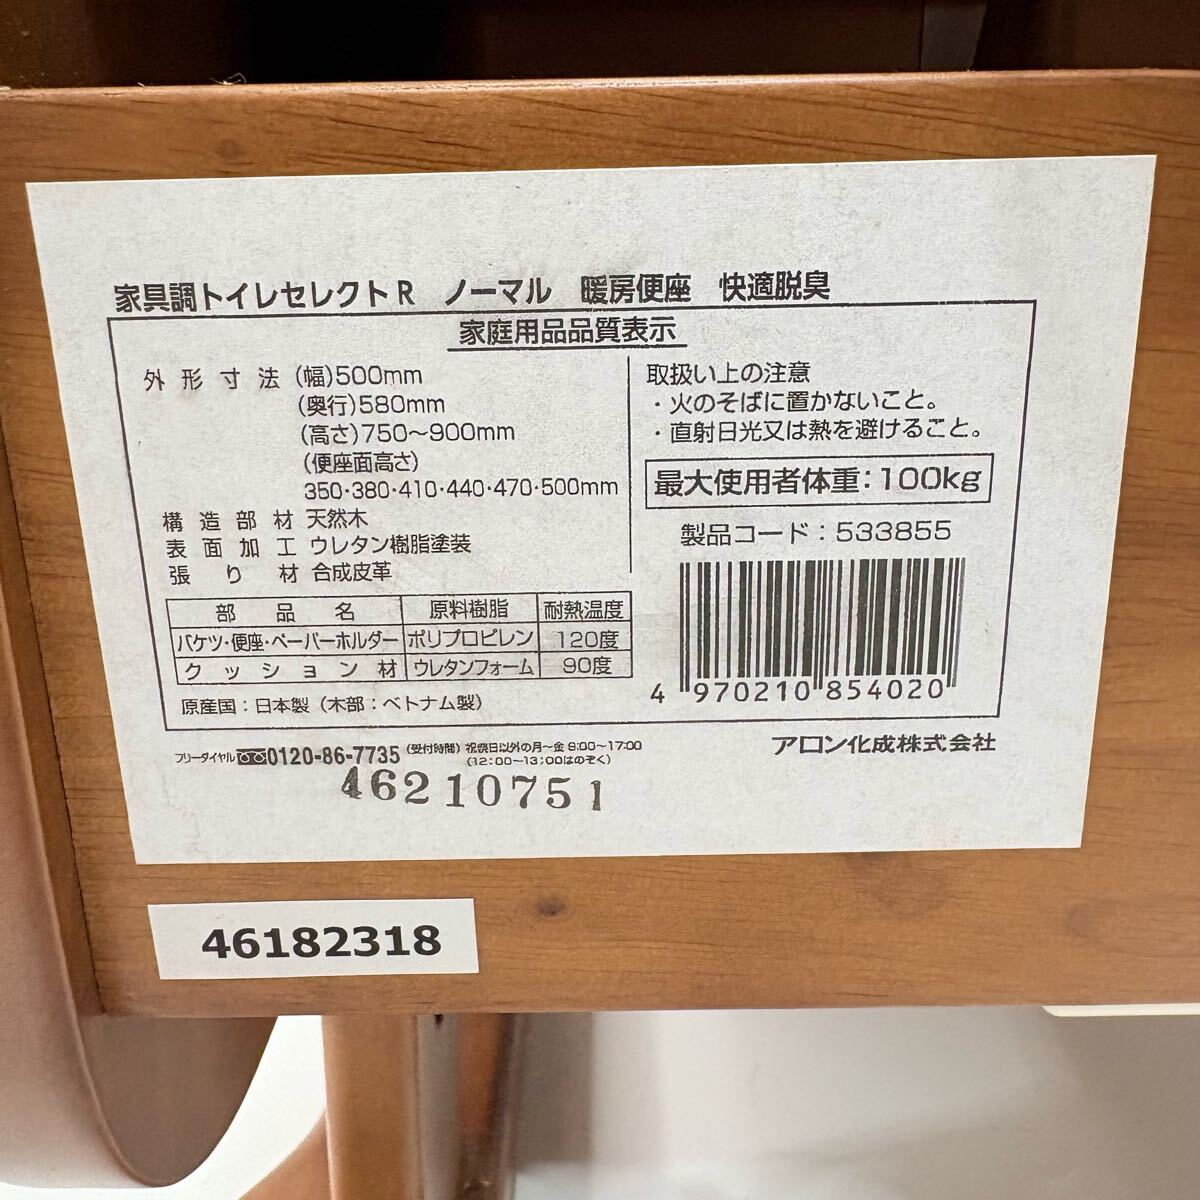 家具調トイレセレクトR ノーマル 暖房便座 快適脱臭
家庭用品品質表示
外形寸法 (幅)500mm
(奥行)580mm
(高さ)750〜900mm
(便座面高さ)
350・380・410・440・470・500mm
構造部材 天然木
表面加工 ウレタン樹脂塗装
張り材 合成皮革
部品名 原料樹脂 耐熱温度
バケツ・便座・ペーパーホルダー ポリプロピレン 120度
クッション材 ウレタンフォーム 90度
原産国:日本製(木部:ベトナム製)
取扱い上の注意
・火のそばに置かないこと。
・直射日光又は熱を避けること。
最大使用者体重:100kg
製品コード:533855
4 970210 854020
フリーダイヤル 0120-86-7735 (受付時間) 祝祭日以外の月〜金 9:00〜17:00
(12:00〜13:00はのぞく)
アロン化成株式会社
46210751
46182318